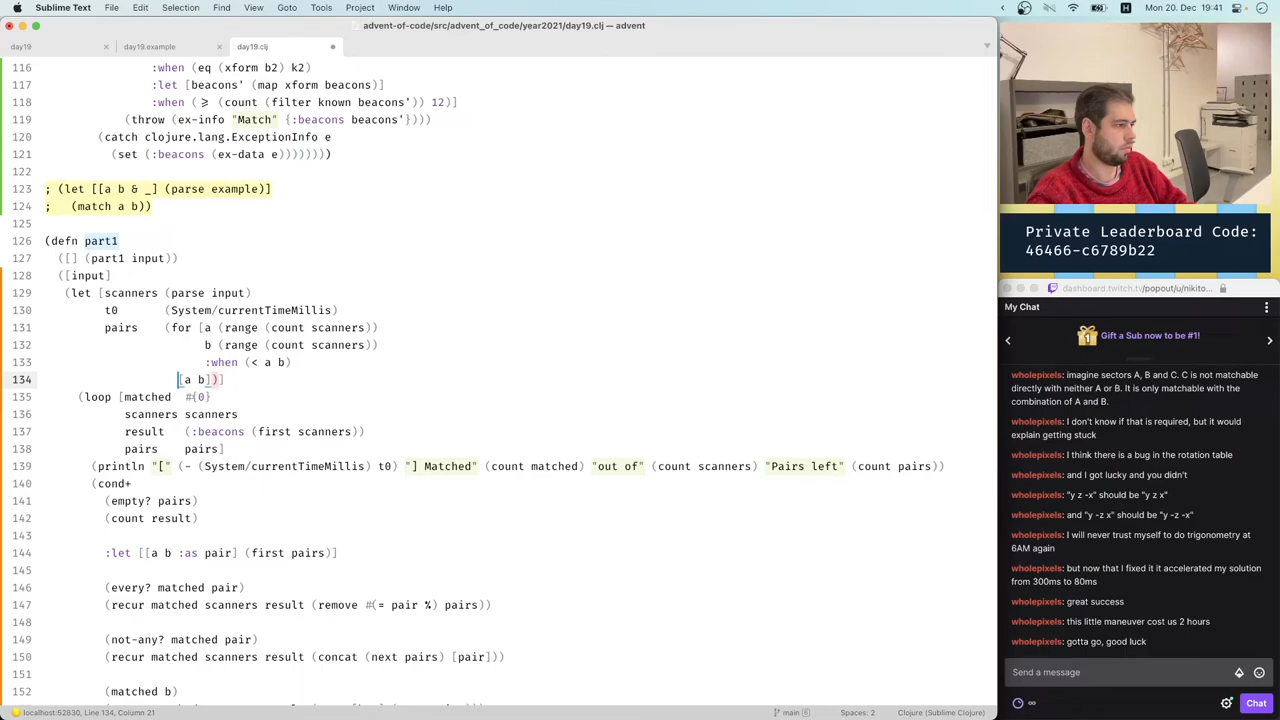 Sublime Text File Edit Selection Find View Goto Tools Project Window Help Mon 20. Dec 19:41
advent-of-code/src/advent_of_code/year2021/day19.clj — advent
day19 day19.example day19.clj
116 :when (eq (xform b2) k2)
117 :let [beacons' (map xform beacons)]
118 :when (≥ (count (filter known beacons')) 12)]
119 (throw (ex-info "Match" {:beacons beacons'})))
120 (catch clojure.lang.ExceptionInfo e
121 (set (:beacons (ex-data e)))))))
122
123 ; (let [[a b & _] (parse example)]
124 ;   (match a b))
125
126 (defn part1
127 ([] (part1 input))
128 ([input]
129 (let [scanners (parse input)
130 t0 (System/currentTimeMillis)
131 pairs (for [a (range (count scanners))
132 b (range (count scanners))
133 :when (< a b)
134 [a b])]
135 (loop [matched #{0}
136 scanners scanners
137 result (:beacons (first scanners))
138 pairs pairs]
139 (println "[" (- (System/currentTimeMillis) t0) "] Matched" (count matched) "out of" (count scanners) "Pairs left" (count pairs))
140 (cond+
141 (empty? pairs)
142 (count result)
143
144 :let [[a b :as pair] (first pairs)]
145
146 (every? matched pair)
147 (recur matched scanners result (remove #(= pair %) pairs))
148
149 (not-any? matched pair)
150 (recur matched scanners result (concat (next pairs) [pair]))
151
152 (matched b)
localhost:52830, Line 134, Column 21 main 6 Spaces: 2 Clojure (Sublime Clojure)
Private Leaderboard Code:
46466-c6789b22
dashboard.twitch.tv/popout/u/nikito...
My Chat
Gift a Sub now to be #1!
wholepixels: imagine sectors A, B and C. C is not matchable
directly with neither A or B. It is only matchable with the
combination of A and B.
wholepixels: I don't know if that is required, but it would
explain getting stuck
wholepixels: I think there is a bug in the rotation table
wholepixels: and I got lucky and you didn't
wholepixels: "y z -x" should be "y z x"
wholepixels: and "y -z x" should be "y -z -x"
wholepixels: I will never trust myself to do trigonometry at
6AM again
wholepixels: but now that I fixed it it accelerated my solution
from 300ms to 80ms
wholepixels: great success
wholepixels: this little maneuver cost us 2 hours
wholepixels: gotta go, good luck
Send a message
∞ Chat